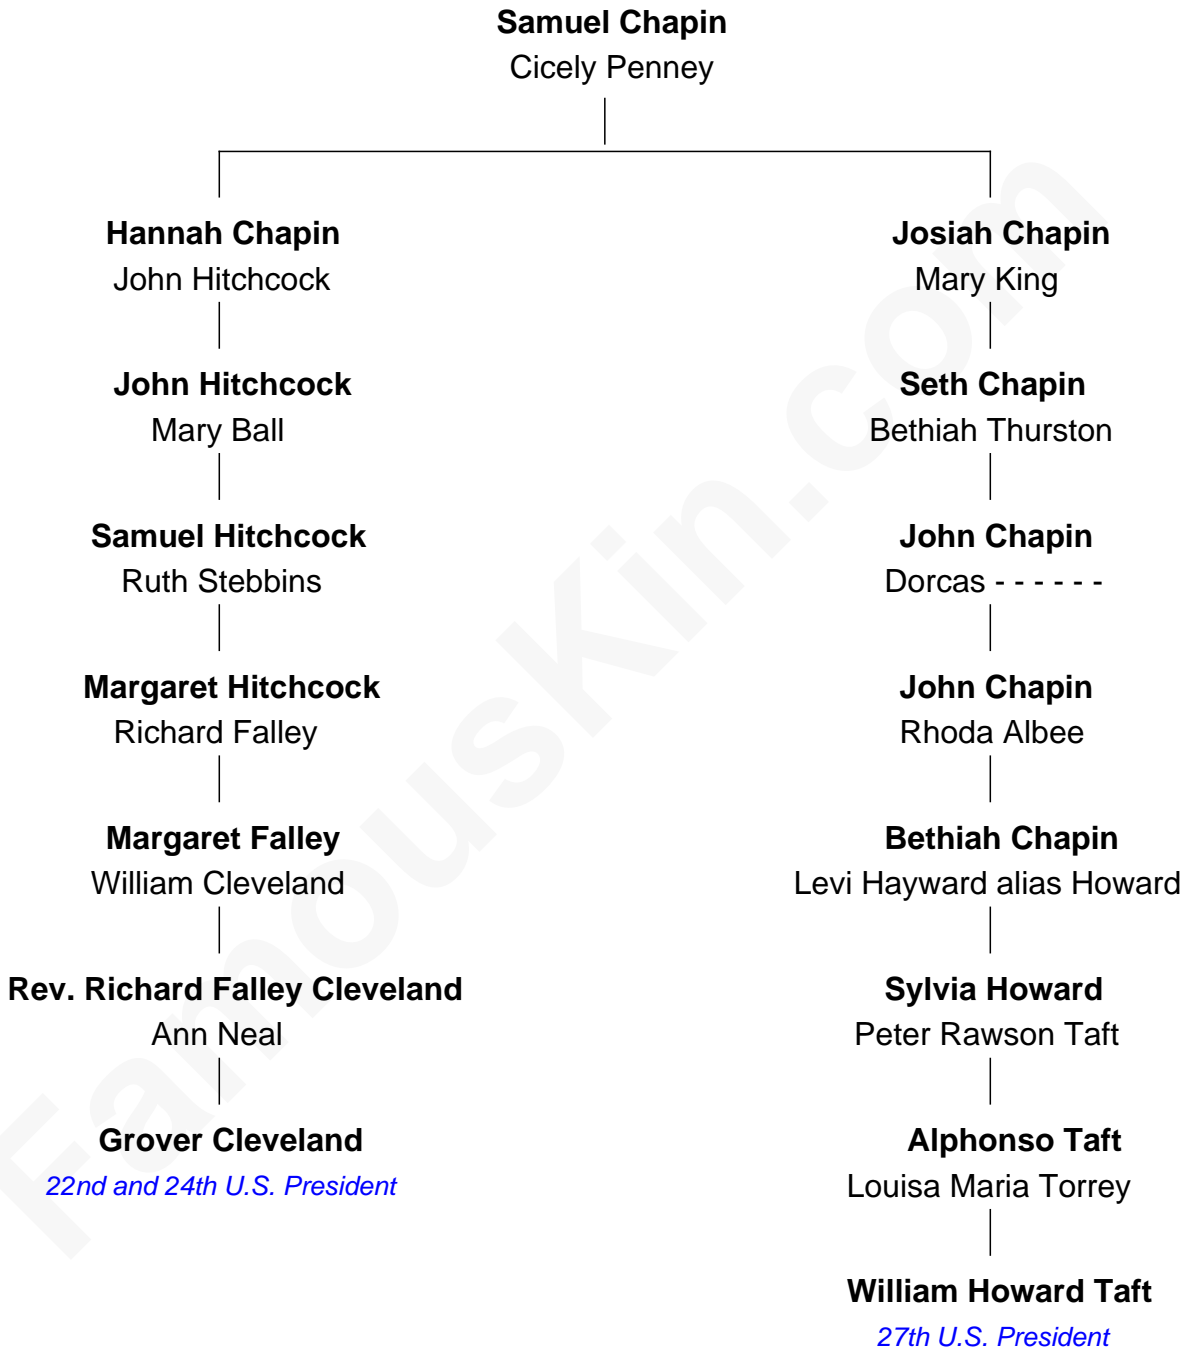 Samuel Chapin
Cicely Penney
Hannah Chapin
John Hitchcock
John Hitchcock
Mary Ball
Samuel Hitchcock
Ruth Stebbins
Margaret Hitchcock
Richard Falley
Margaret Falley
William Cleveland
Rev. Richard Falley Cleveland
Ann Neal
Grover Cleveland
22nd and 24th U.S. President
Josiah Chapin
Mary King
Seth Chapin
Bethiah Thurston
John Chapin
Dorcas - - - - - -
John Chapin
Rhoda Albee
Bethiah Chapin
Levi Hayward alias Howard
Sylvia Howard
Peter Rawson Taft
Alphonso Taft
Louisa Maria Torrey
William Howard Taft
27th U.S. President
FamousKin.com